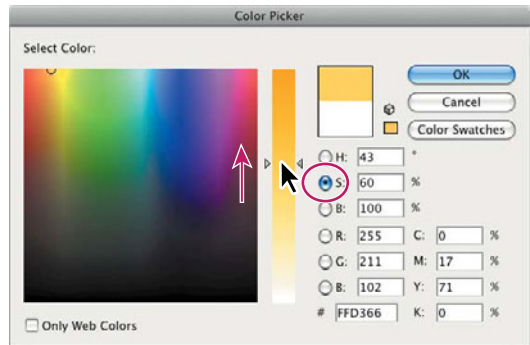 Color Picker
Select Color:
OK
Cancel
Color Swatches
H: 43 °
S: 60 %
B: 100 %
R: 255 C: 0 %
G: 211 M: 17 %
B: 102 Y: 71 %
# FFD366 K: 0 %
Only Web Colors